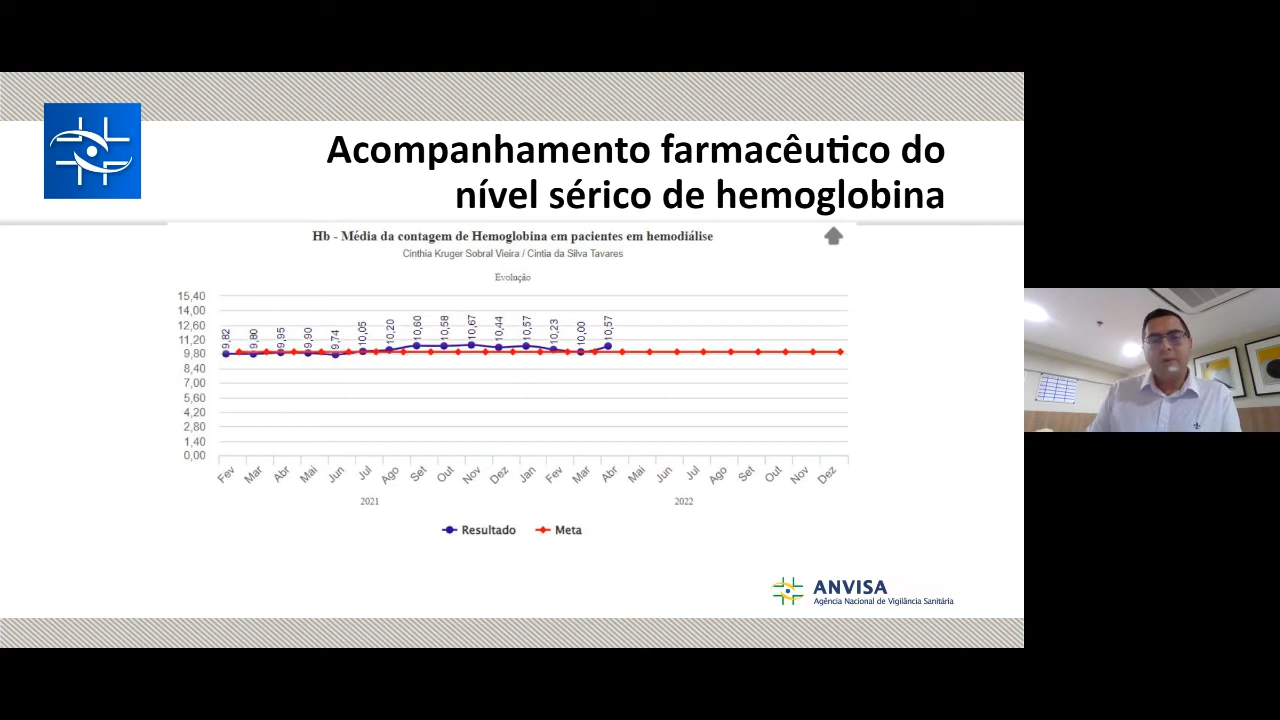 Acompanhamento farmacêutico do
nível sérico de hemoglobina
Hb - Média da contagem de Hemoglobina em pacientes em hemodiálise
Cinthia Kruger Sobral Vieira / Cintia da Silva Tavares
Evolução
15,40
14,00
12,60
11,20
9,80
8,40
7,00
5,60
4,20
2,80
1,40
0,00
9,82 9,80 9,95 9,90 9,74 10,05 10,20 10,60 10,58 10,67 10,44 10,57 10,23 10,00 10,57
Fev Mar Abr Mai Jun Jul Ago Set Out Nov Dez Jan Fev Mar Abr Mai Jun Jul Ago Set Out Nov Dez
2021 2022
Resultado Meta
ANVISA
Agência Nacional de Vigilância Sanitária